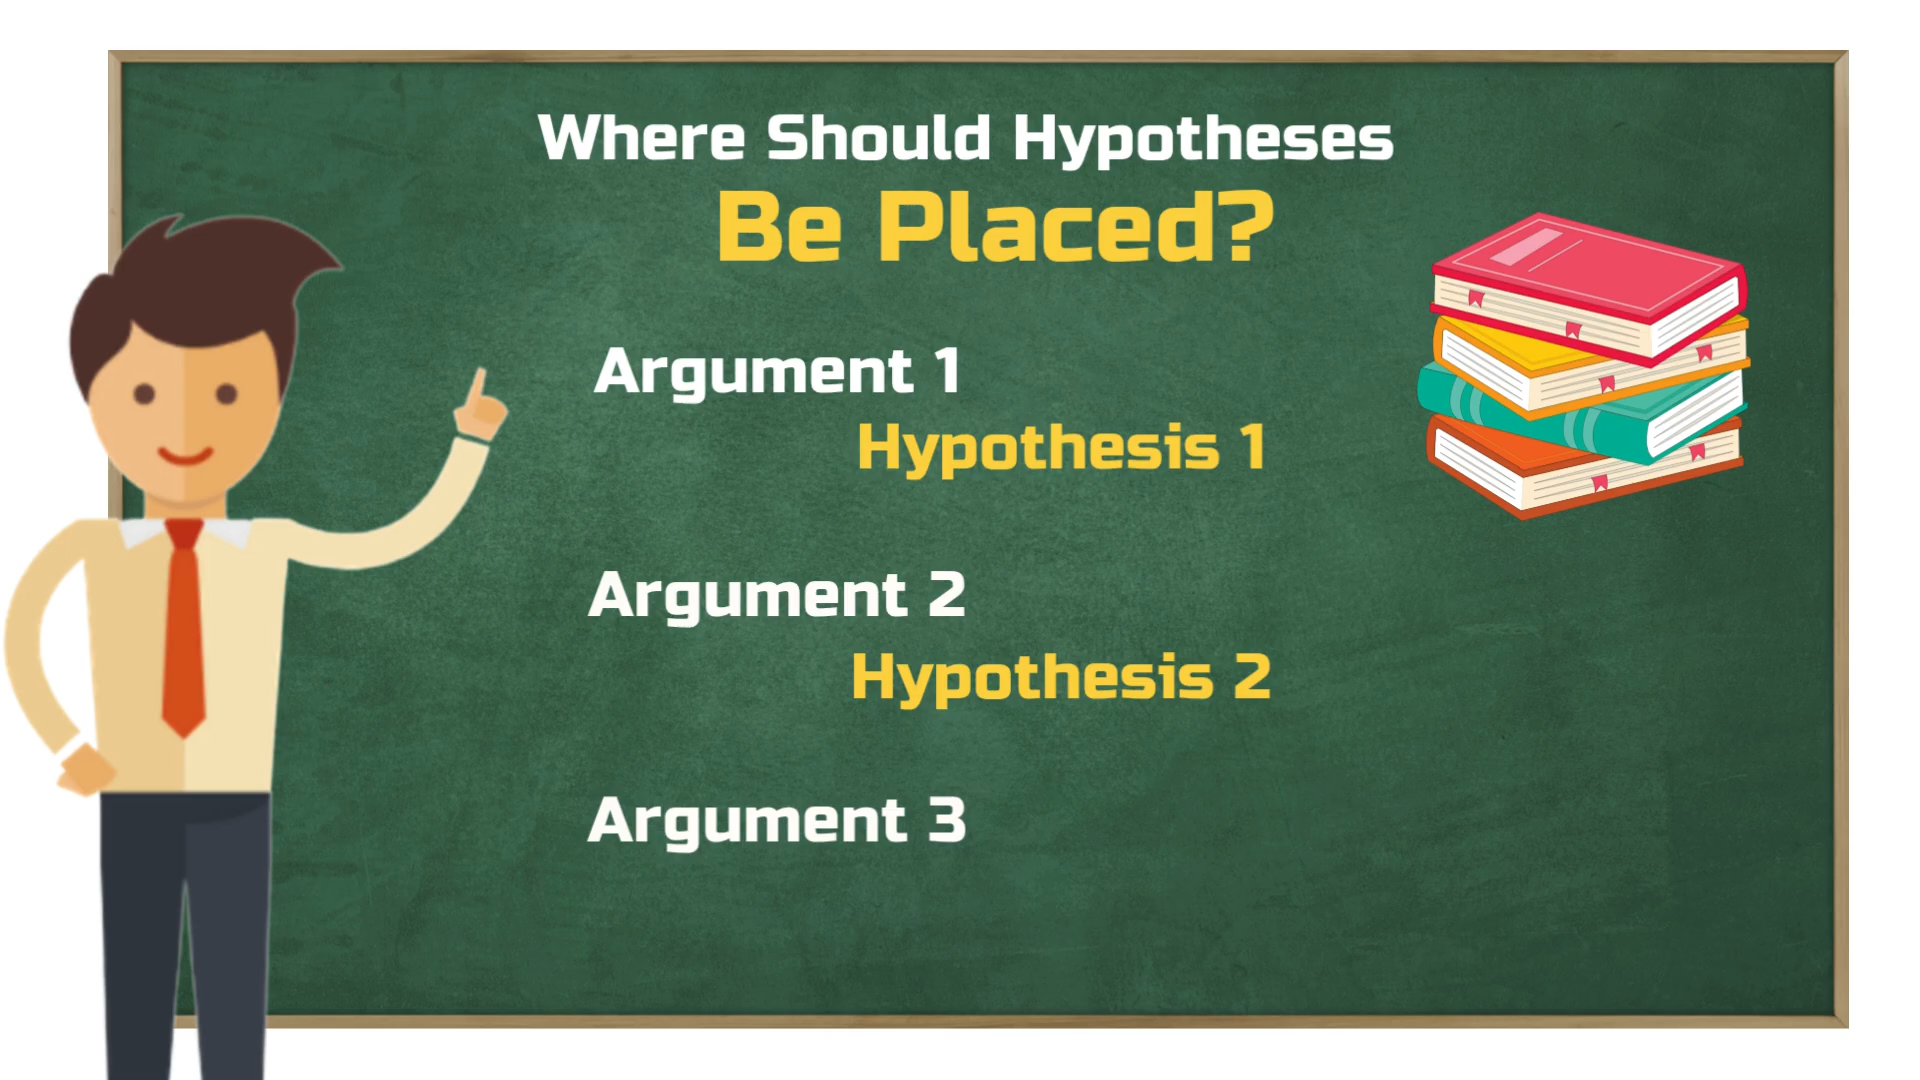 Where Should Hypotheses
Be Placed?
Argument 1
Hypothesis 1
Argument 2
Hypothesis 2
Argument 3